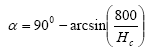 α = 90⁰ − arcsin(800/H_c)